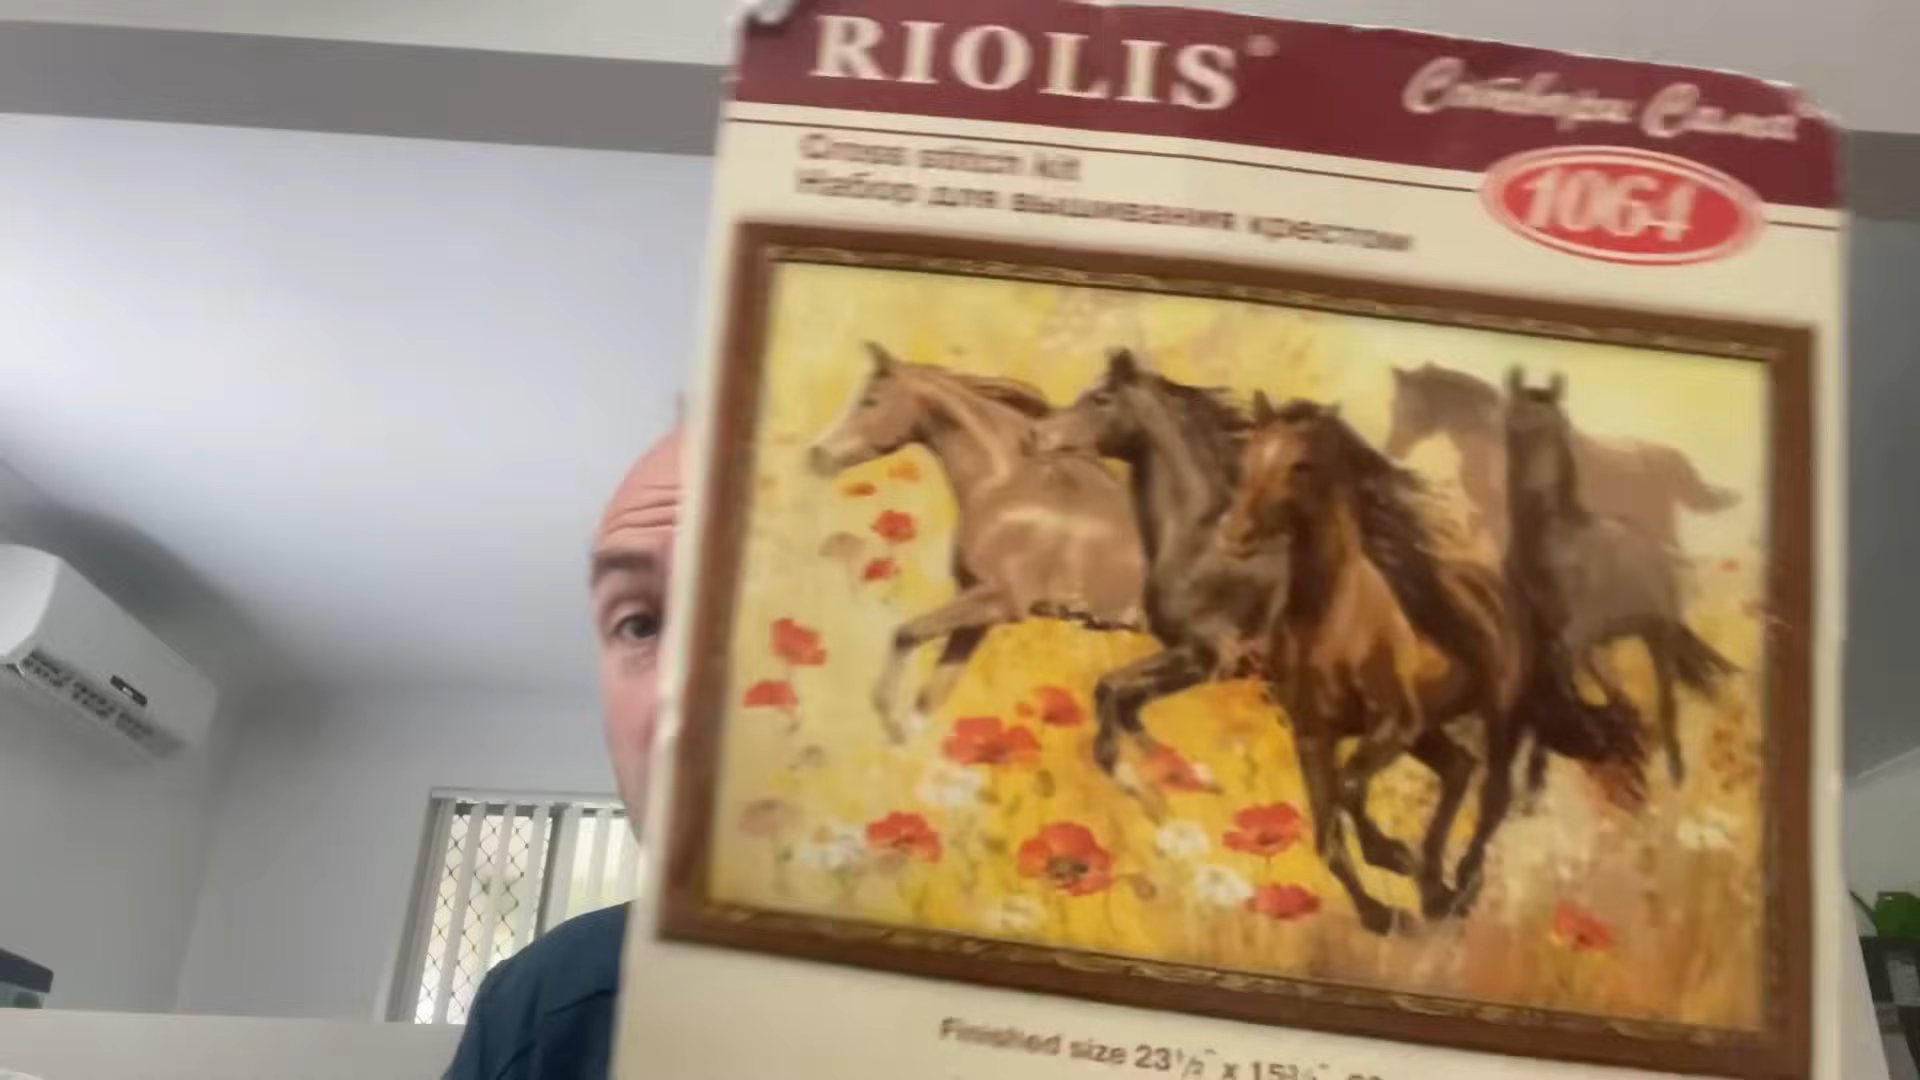 RIOLIS®
Сотвори Сама
Cross stitch kit
1064
Набор для вышивания крестом
Finished size 23½" x 15¾"